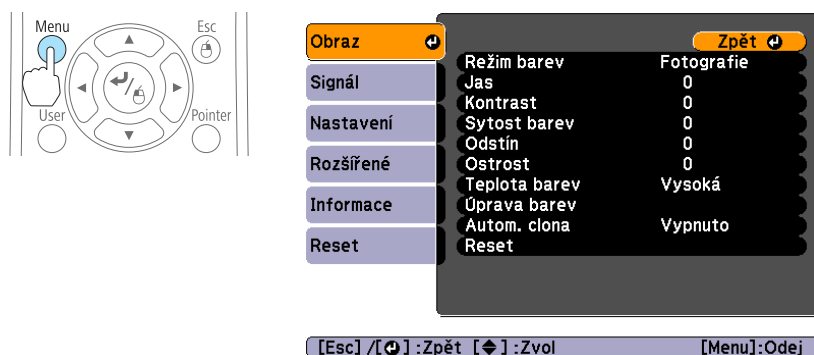 Menu
Esc
User
Pointer
Obraz
Signál
Nastavení
Rozšířené
Informace
Reset
Zpět
Režim barev Fotografie
Jas 0
Kontrast 0
Sytost barev 0
Odstín 0
Ostrost 0
Teplota barev Vysoká
Úprava barev
Autom. clona Vypnuto
Reset
[Esc] /[ ] :Zpět [ ] :Zvol [Menu]:Odej